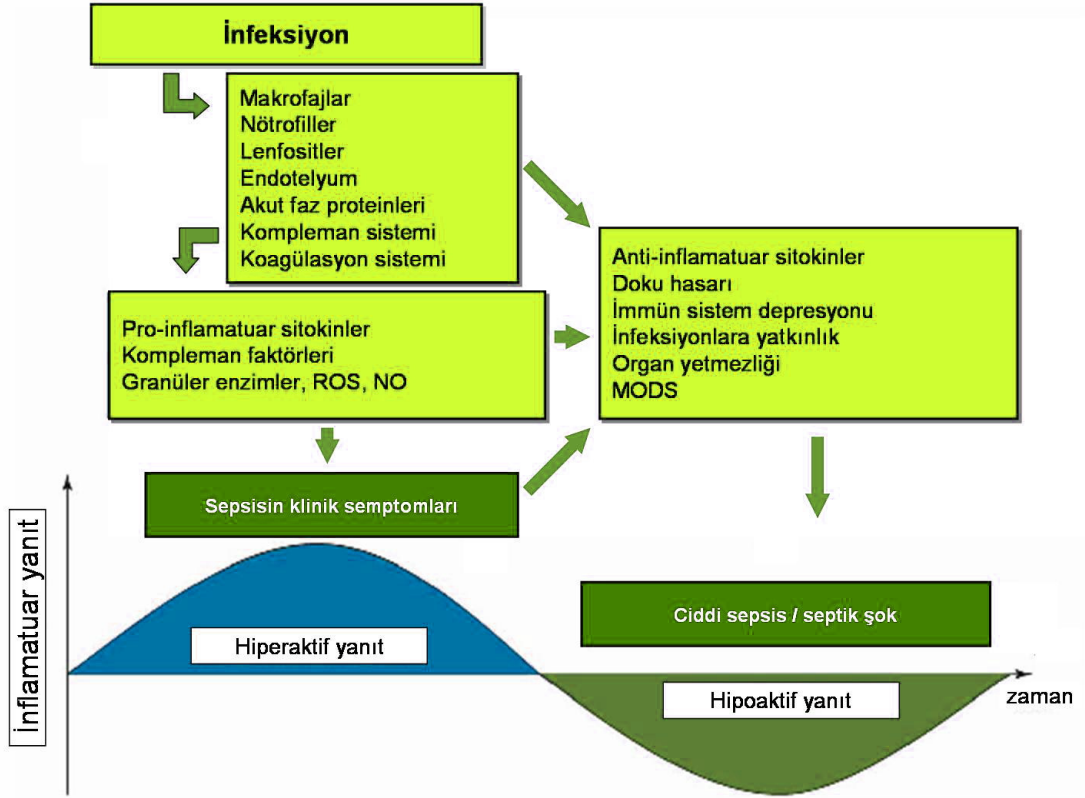 İnfeksiyon
Makrofajlar
Nötrofiller
Lenfositler
Endotelyum
Akut faz proteinleri
Kompleman sistemi
Koagülasyon sistemi
Pro-inflamatuar sitokinler
Kompleman faktörleri
Granüler enzimler, ROS, NO
Anti-inflamatuar sitokinler
Doku hasarı
İmmün sistem depresyonu
İnfeksiyonlara yatkınlık
Organ yetmezliği
MODS
Sepsisin klinik semptomları
Ciddi sepsis / septik şok
İnflamatuar yanıt
Hiperaktif yanıt
Hipoaktif yanıt
zaman